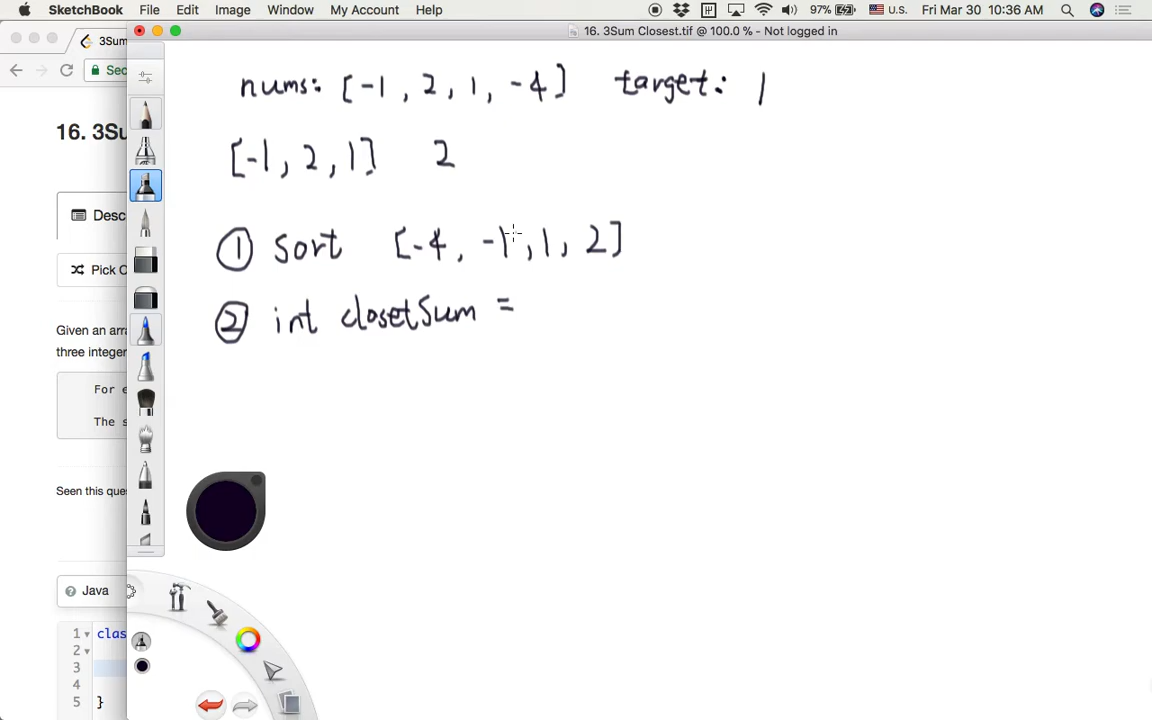 SketchBook File Edit Image Window My Account Help 97% U.S. Fri Mar 30 10:36 AM
3Sum
16. 3Sum Closest.tif @ 100.0 % - Not logged in
Sec
nums: [-1, 2, 1, -4] target: 1
16. 3Su
[-1, 2, 1] 2
Desc
① Sort [-4, -1, 1, 2]
Pick O
② int closetSum =
Given an arra
three integer
For e
The s
Seen this que
Java
1 clas
2
3
4
5 }